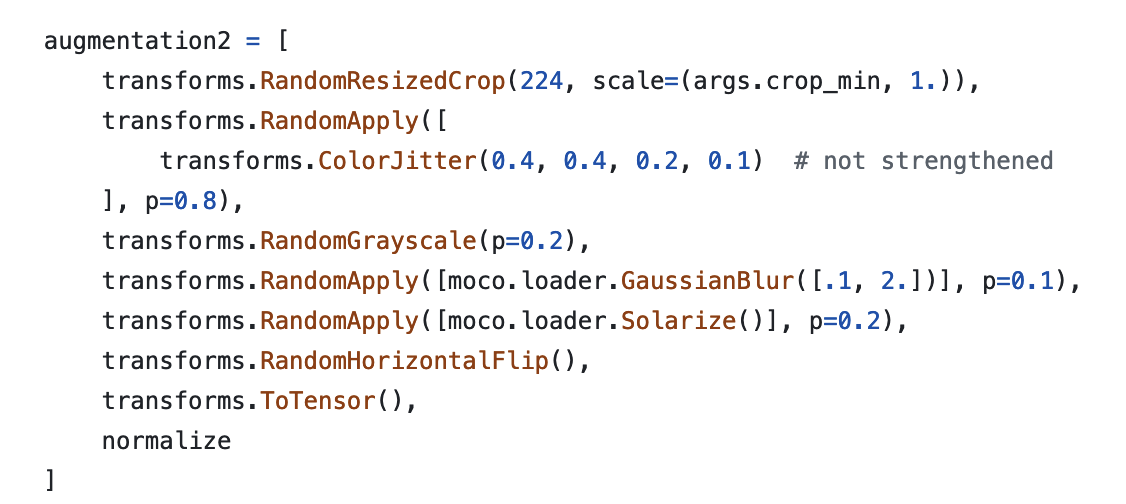 augmentation2 = [
    transforms.RandomResizedCrop(224, scale=(args.crop_min, 1.)),
    transforms.RandomApply([
        transforms.ColorJitter(0.4, 0.4, 0.2, 0.1)  # not strengthened
    ], p=0.8),
    transforms.RandomGrayscale(p=0.2),
    transforms.RandomApply([moco.loader.GaussianBlur([.1, 2.])], p=0.1),
    transforms.RandomApply([moco.loader.Solarize()], p=0.2),
    transforms.RandomHorizontalFlip(),
    transforms.ToTensor(),
    normalize
]